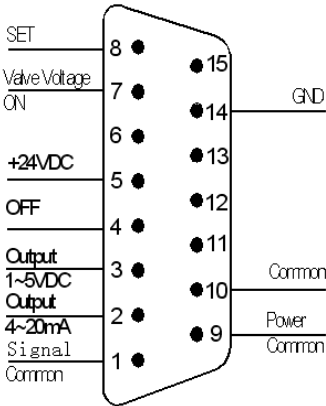 SET
8
15
Valve Voltage
7
ON
14
GND
6
13
+24VDC
5
12
OFF
4
11
Output
3
1~5VDC
10
Common
Output
2
4~20mA
9
Power
Common
Signal
1
Common